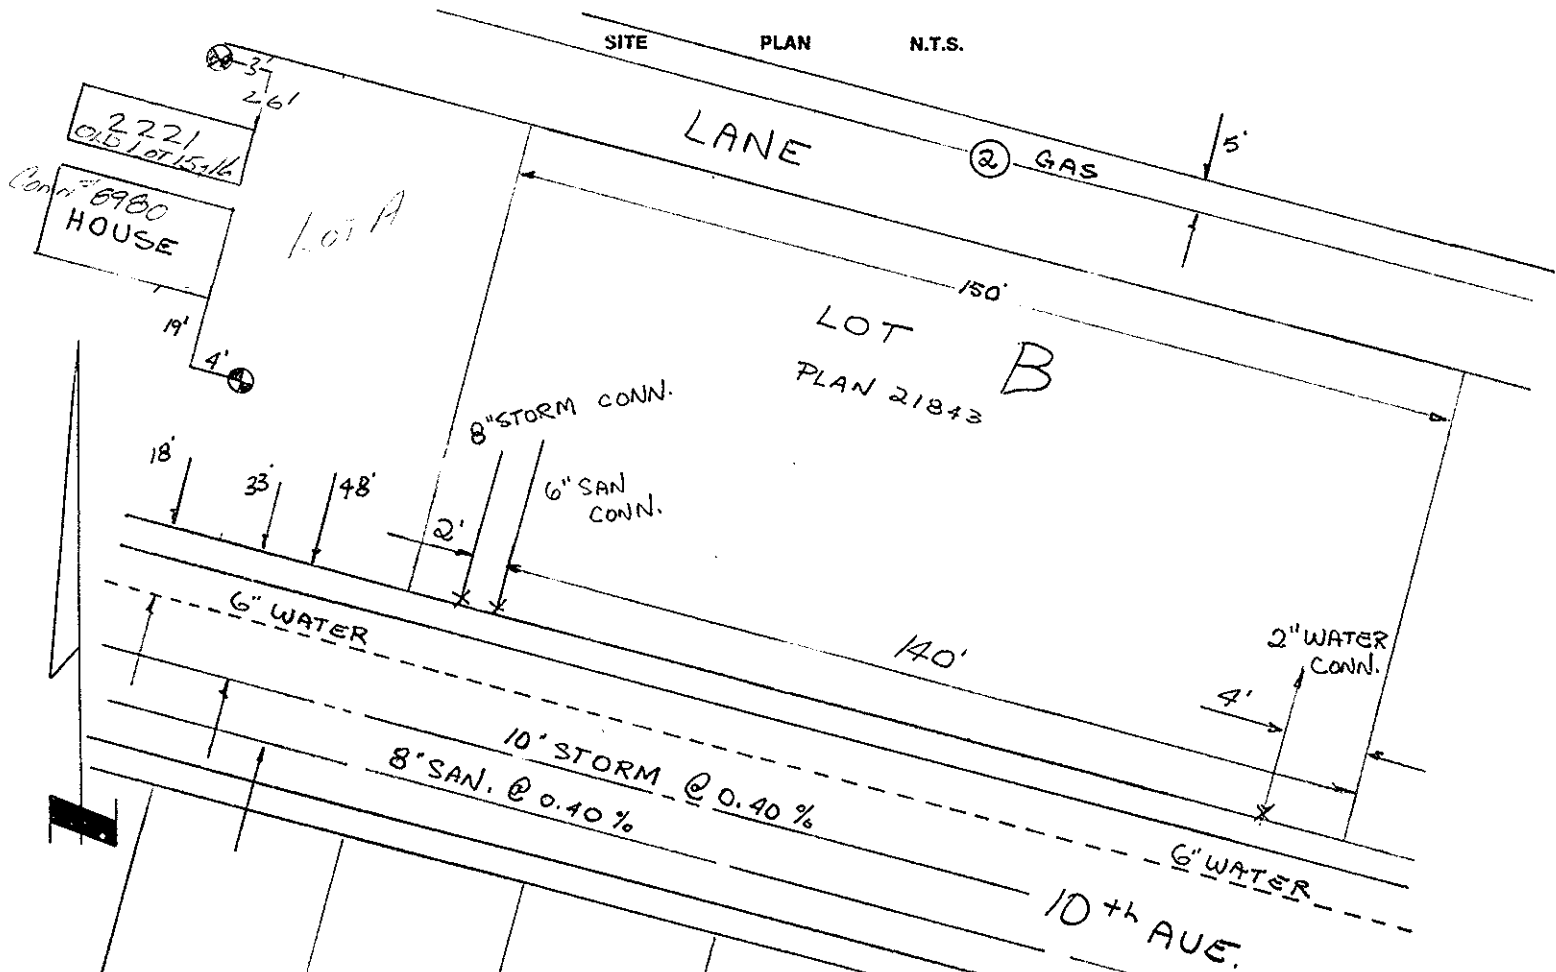 SITE PLAN N.T.S.
3'
26'
2221
OLD LOT 15+16
Conn # 6980
HOUSE
LOT A
LANE
2 GAS
5'
150'
LOT B
PLAN 21843
19'
4'
8" STORM CONN.
6" SAN
CONN.
18'
33'
48'
2'
6" WATER
140'
2" WATER
CONN.
4'
10" STORM @ 0.40 %
8" SAN. @ 0.40 %
6" WATER
10th AVE.